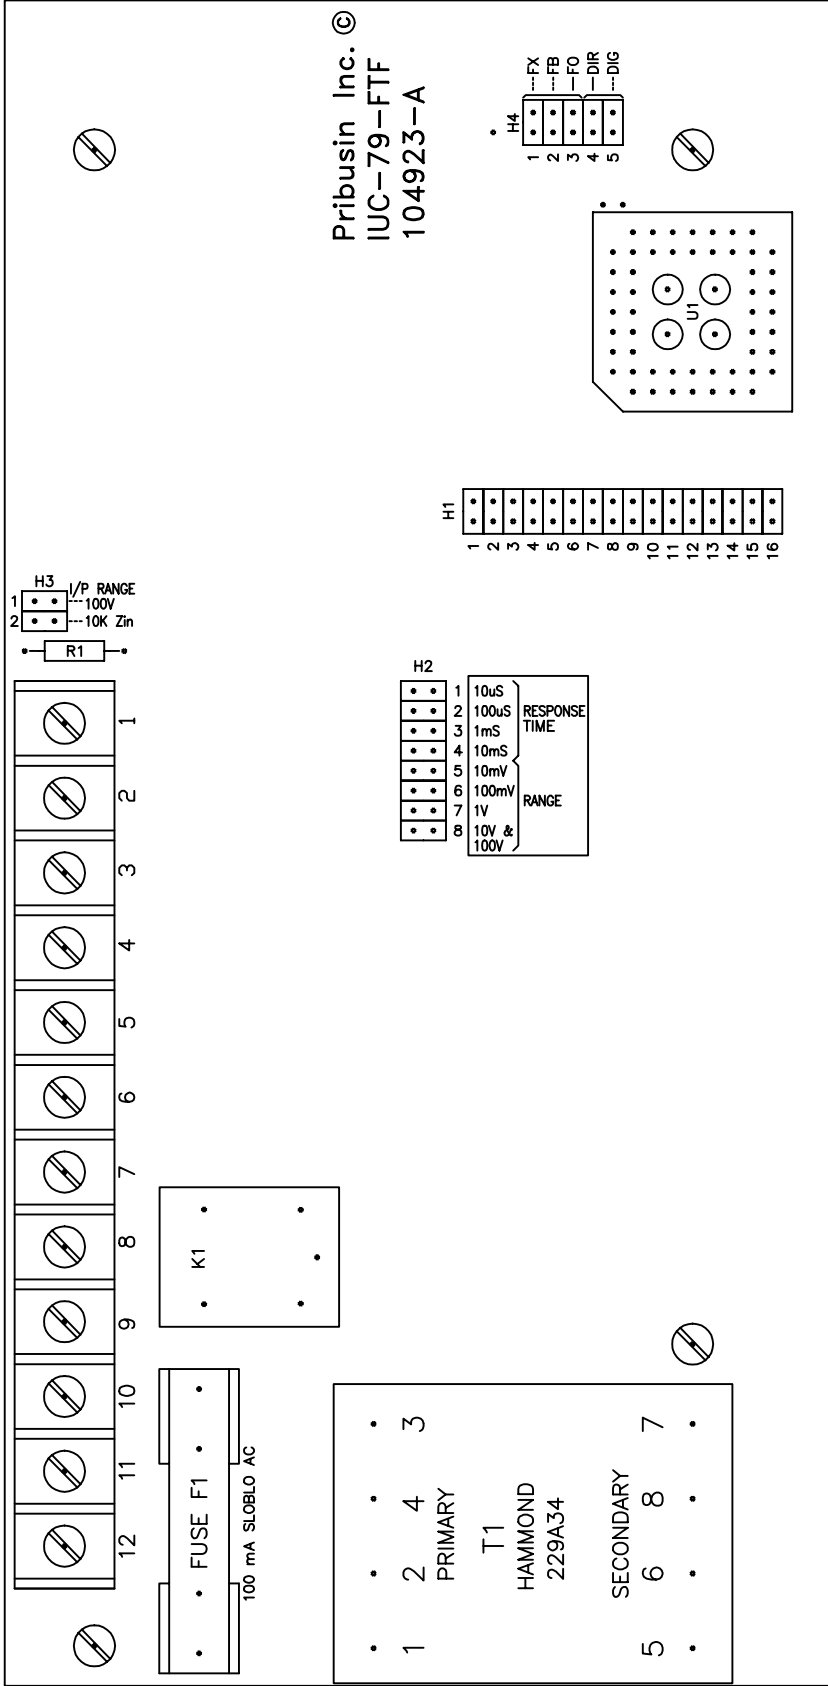 Pribusin Inc. ©
IUC-79-FTF
104923-A
H4
1 ---FX
2 ---FB
3 —FO
4 —DIR
5 ---DIG
U1
H1
1
2
3
4
5
6
7
8
9
10
11
12
13
14
15
16
H3
I/P RANGE
1 ---100V
2 ---10K Zin
R1
H2
1 10uS
2 100uS
3 1mS
4 10mS
RESPONSE
TIME
5 10mV
6 100mV
7 1V
8 10V &
100V
RANGE
1
2
3
4
5
6
7
8
9
10
11
12
K1
FUSE F1
100 mA SLOBLO AC
1 2 4 3
PRIMARY
T1
HAMMOND
229A34
SECONDARY
5 6 8 7